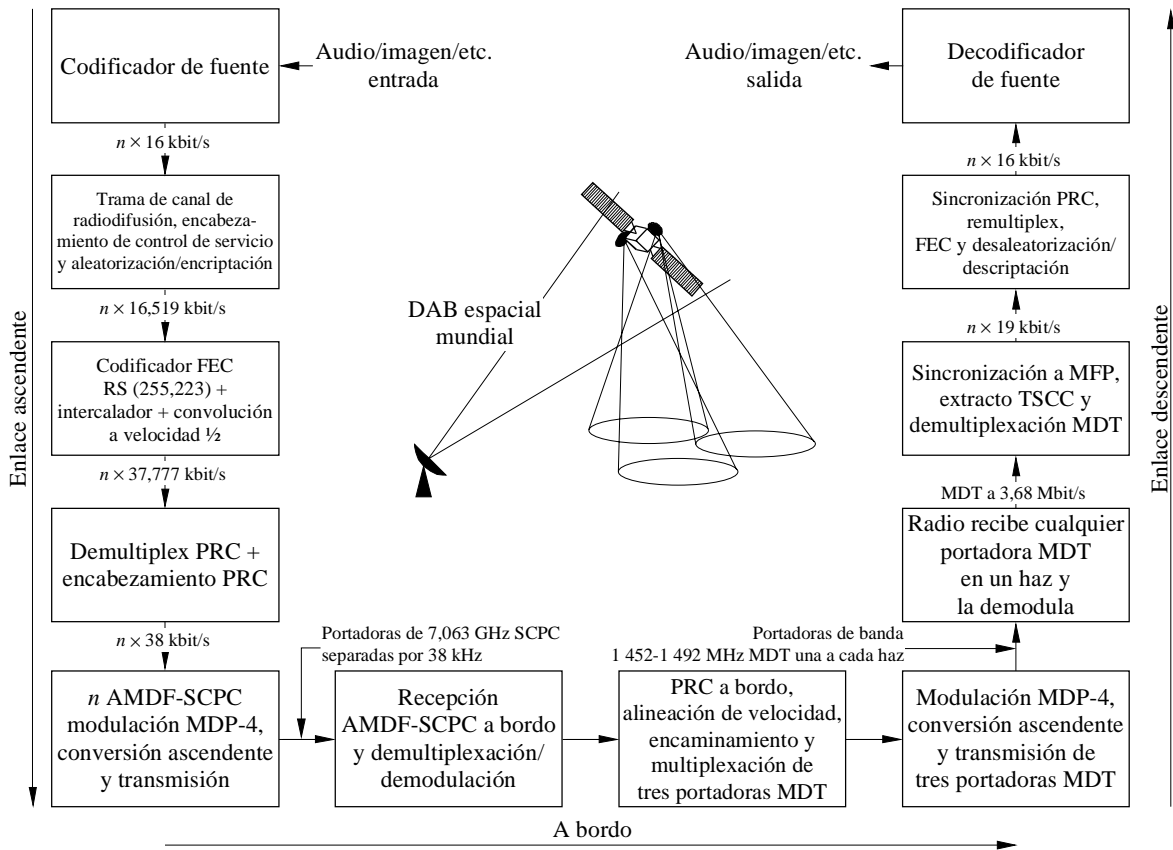 Enlace ascendente
Codificador de fuente
Audio/imagen/etc.
entrada
n × 16 kbit/s
Trama de canal de
radiodifusión, encabeza-
miento de control de servicio
y aleatorización/encriptación
n × 16,519 kbit/s
Codificador FEC
RS (255,223) +
intercalador + convolución
a velocidad ½
n × 37,777 kbit/s
Demultiplex PRC +
encabezamiento PRC
n × 38 kbit/s
n AMDF-SCPC
modulación MDP-4,
conversión ascendente
y transmisión
Portadoras de 7,063 GHz SCPC
separadas por 38 kHz
Recepción
AMDF-SCPC a bordo
y demultiplexación/
demodulación
PRC a bordo,
alineación de velocidad,
encaminamiento y
multiplexación de
tres portadoras MDT
Portadoras de banda
1 452-1 492 MHz MDT una a cada haz
Modulación MDP-4,
conversión ascendente
y transmisión de
tres portadoras MDT
A bordo
DAB espacial
mundial
Audio/imagen/etc.
salida
Decodificador
de fuente
n × 16 kbit/s
Sincronización PRC,
remultiplex,
FEC y desaleatorización/
descriptación
n × 19 kbit/s
Sincronización a MFP,
extracto TSCC y
demultiplexación MDT
MDT a 3,68 Mbit/s
Radio recibe cualquier
portadora MDT
en un haz y
la demodula
Enlace descendente